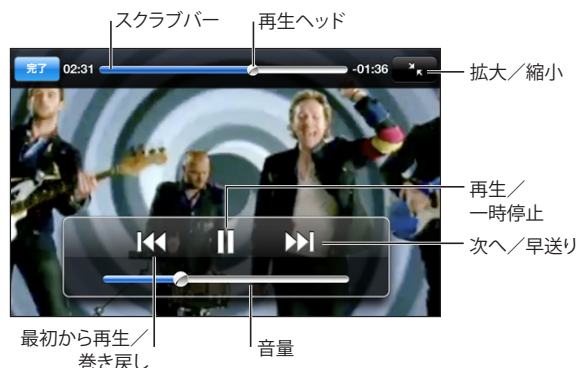 スクラブバー
再生ヘッド
完了
02:31
-01:36
拡大／縮小
再生／
一時停止
次へ／早送り
最初から再生／
巻き戻し
音量